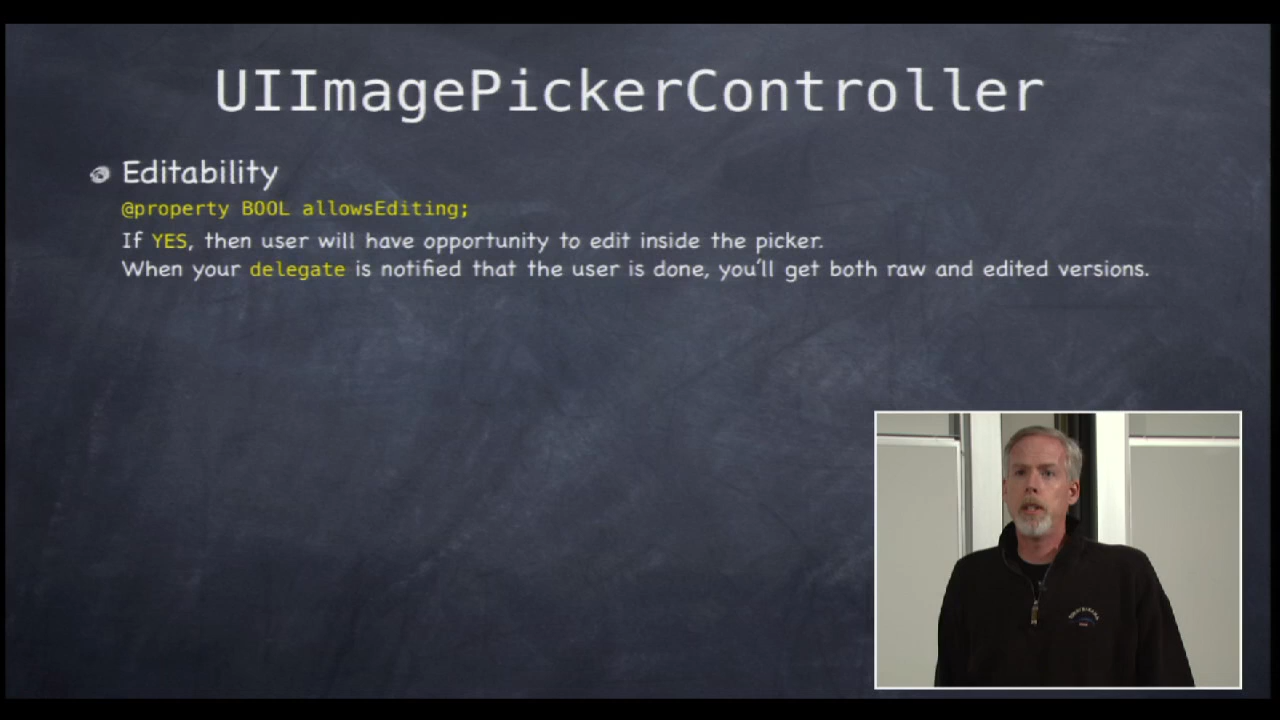 UIImagePickerController
Editability
@property BOOL allowsEditing;
If YES, then user will have opportunity to edit inside the picker.
When your delegate is notified that the user is done, you'll get both raw and edited versions.